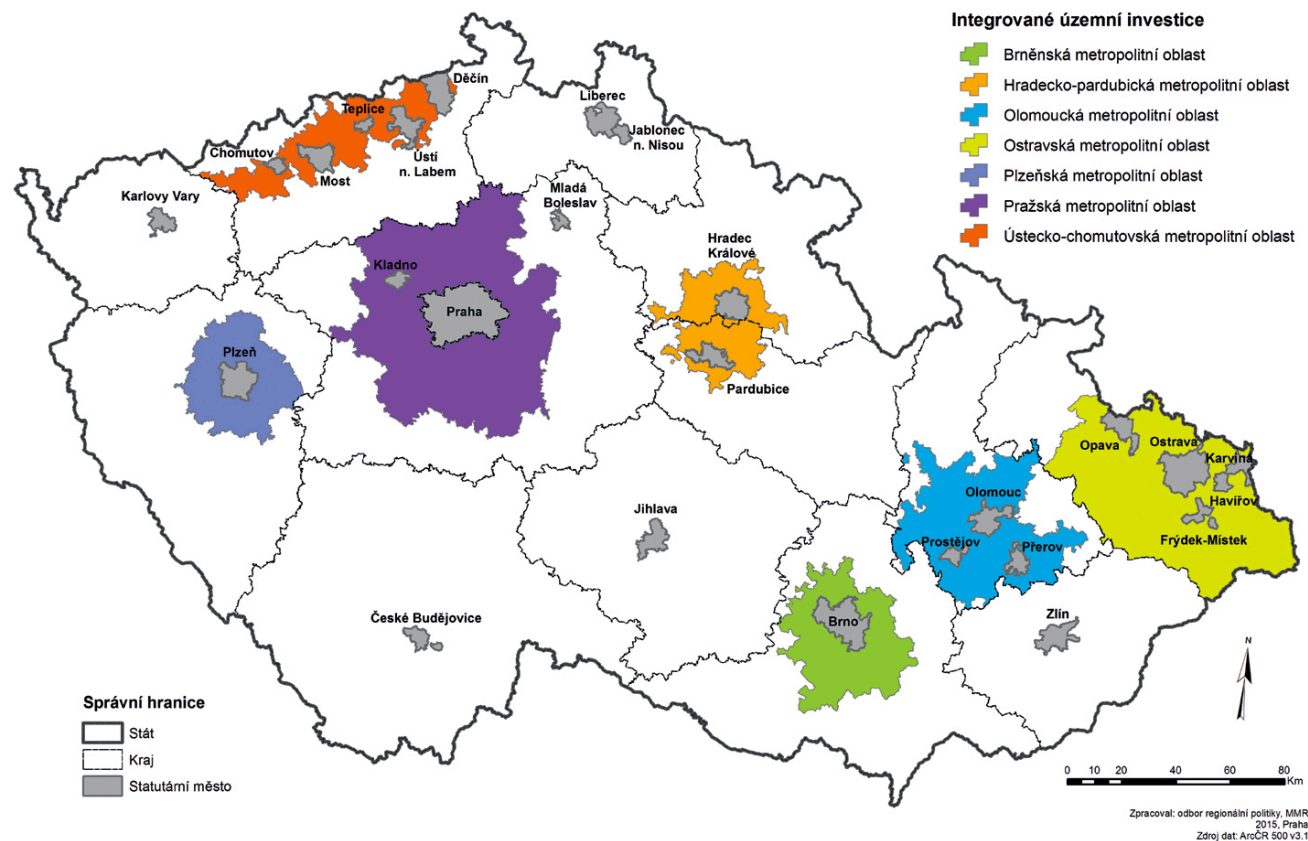 Integrované územní investice
Brněnská metropolitní oblast
Hradecko-pardubická metropolitní oblast
Olomoucká metropolitní oblast
Ostravská metropolitní oblast
Plzeňská metropolitní oblast
Pražská metropolitní oblast
Ústecko-chomutovská metropolitní oblast
Děčín
Teplice
Liberec
Jablonec
n. Nisou
Chomutov
Ústí
n. Labem
Most
Karlovy Vary
Mladá
Boleslav
Hradec
Králové
Kladno
Praha
Plzeň
Pardubice
Opava
Ostrava
Karviná
Havířov
Frýdek-Místek
Olomouc
Prostějov
Přerov
Jihlava
Brno
Zlín
České Budějovice
Správní hranice
Stát
Kraj
Statutární město
N
0 10 20 40 60 80
Km
Zpracoval: odbor regionální politiky, MMR
2015, Praha
Zdroj dat: ArcČR 500 v3.1